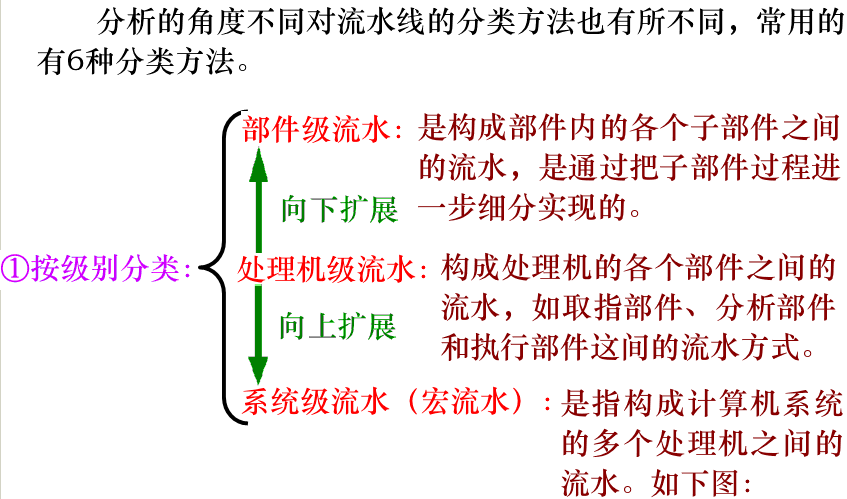 分析的角度不同对流水线的分类方法也有所不同，常用的
有6种分类方法。
部件级流水：是构成部件内的各个子部件之间
的流水，是通过把子部件过程进
向下扩展
一步细分实现的。
①按级别分类：
处理机级流水：构成处理机的各个部件之间的
流水，如取指部件、分析部件
向上扩展
和执行部件这间的流水方式。
系统级流水（宏流水）：是指构成计算机系统
的多个处理机之间的
流水。如下图：